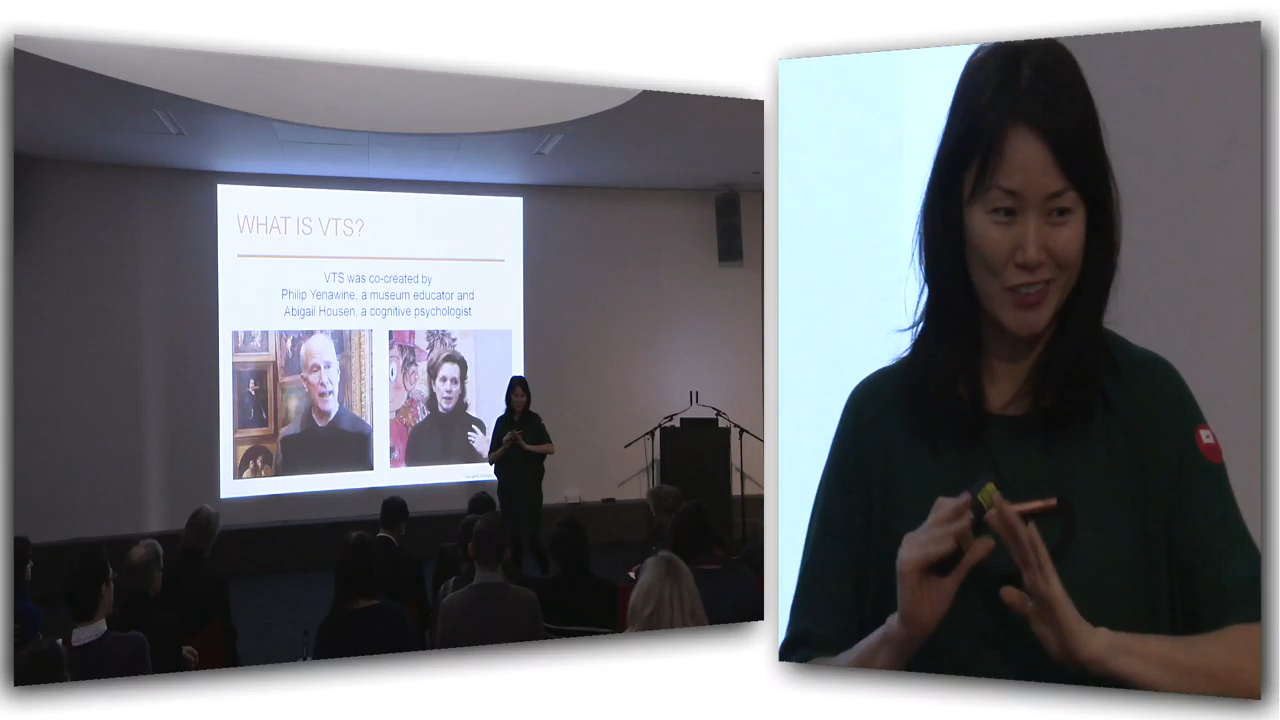 WHAT IS VTS?
VTS was co-created by
Philip Yenawine, a museum educator and
Abigail Housen, a cognitive psychologist